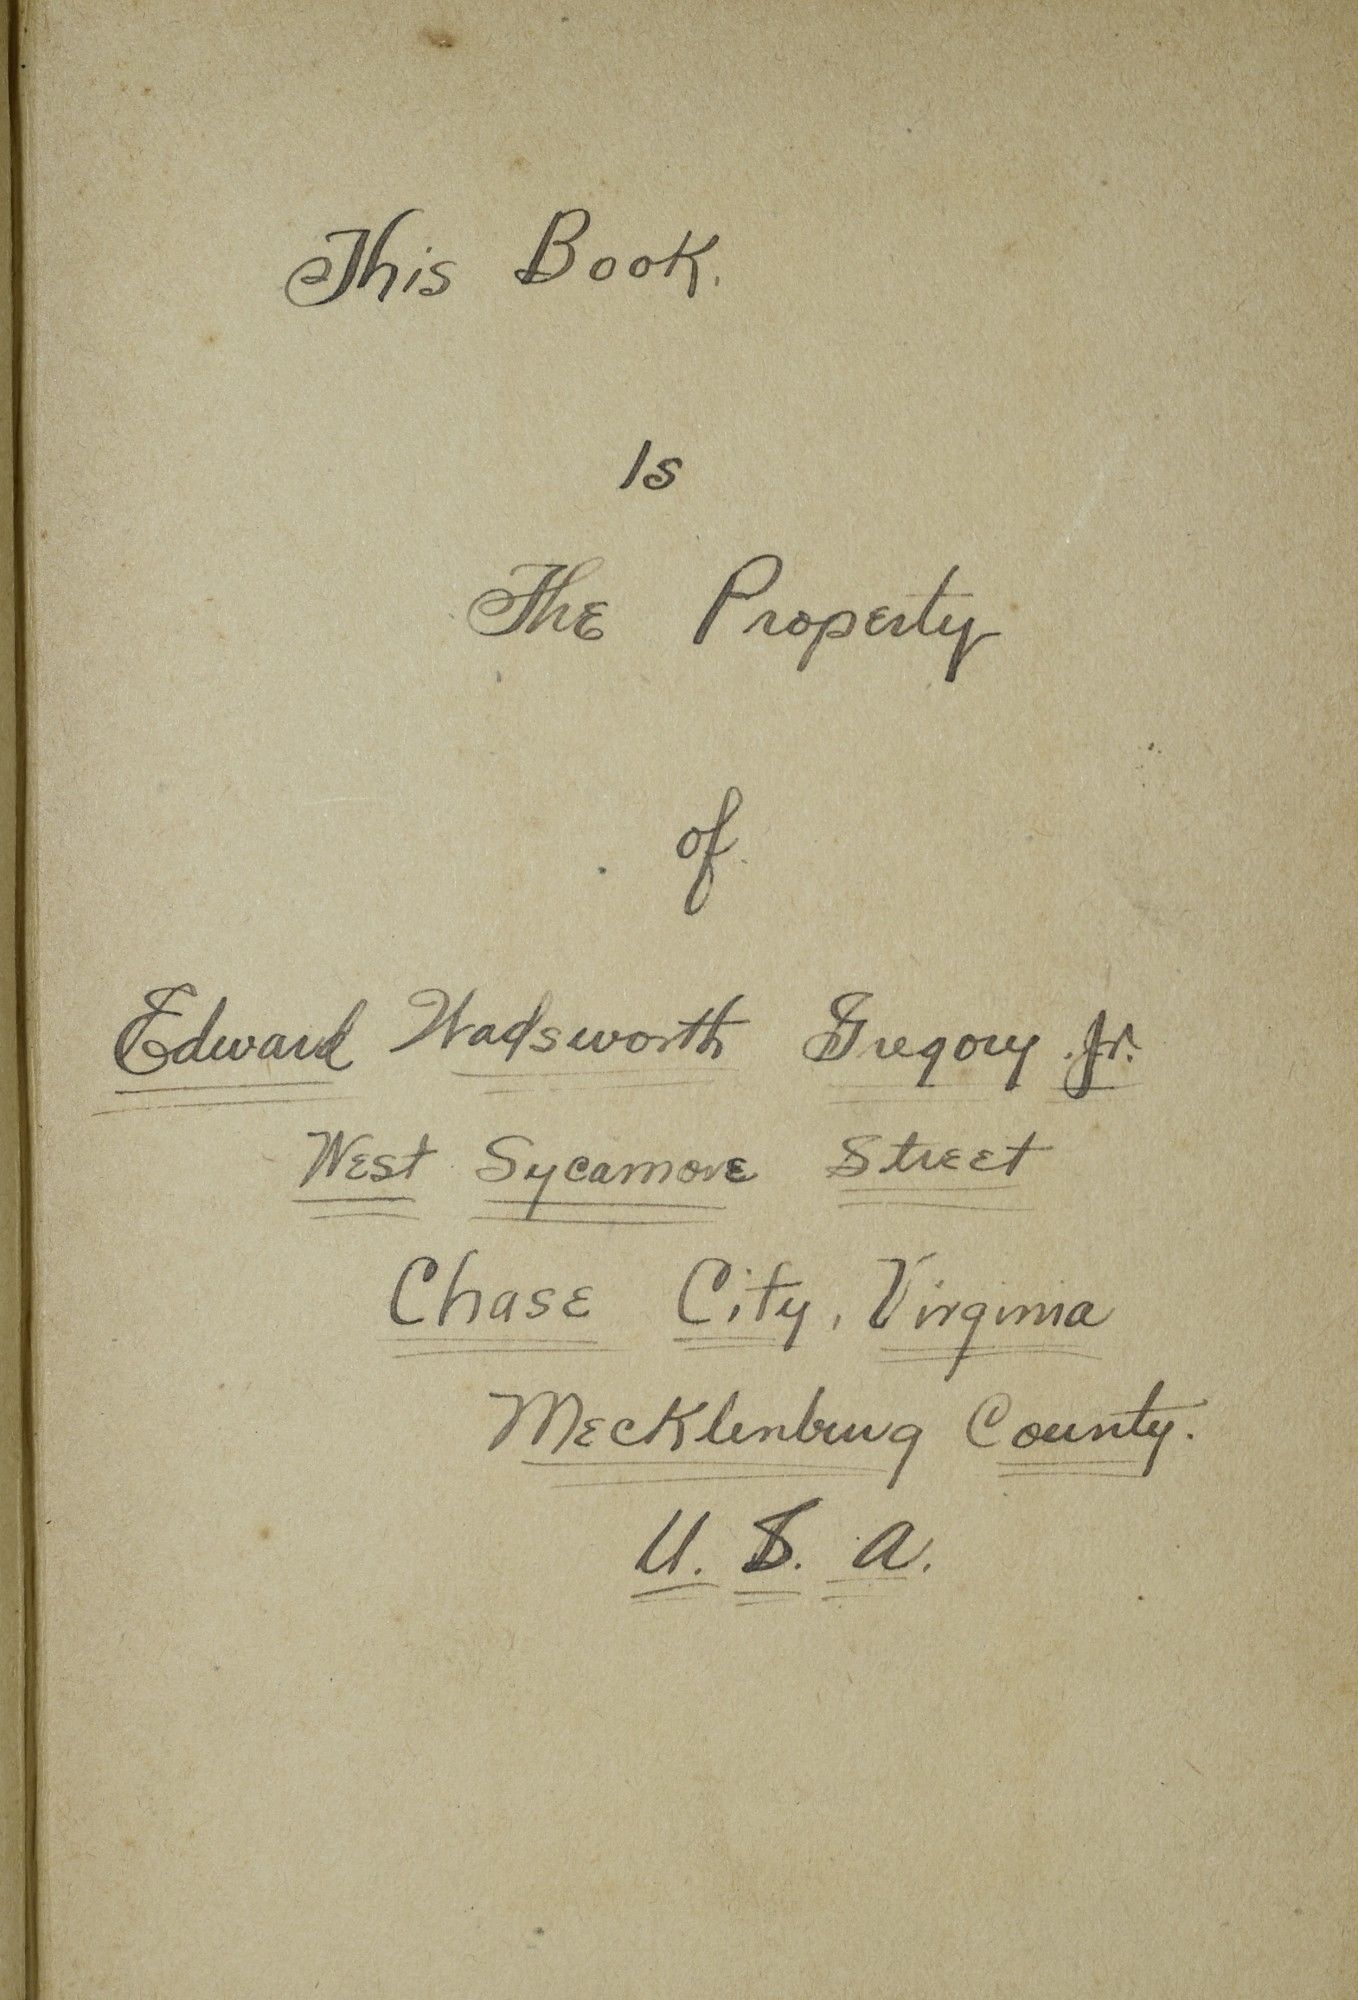 This Book.
Is
The Property
of
Edward Wadsworth Gregory Jr.
West Sycamore Street
Chase City, Virginia
Mecklenburg County.
U. S. A.